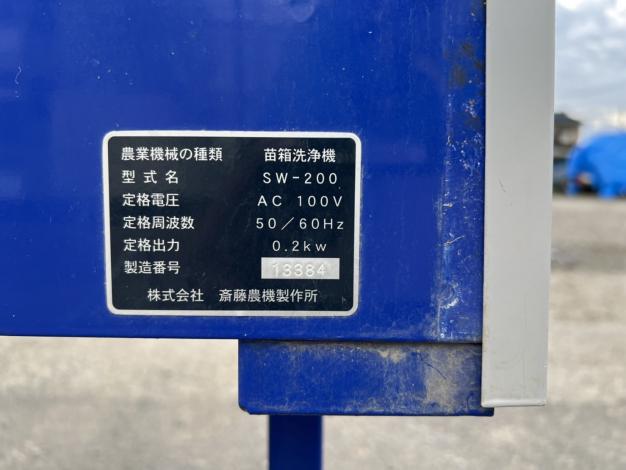 農業機械の種類 苗箱洗浄機
型式名 SW-200
定格電圧 AC 100V
定格周波数 50/60Hz
定格出力 0.2kw
製造番号 13384
株式会社 斎藤農機製作所